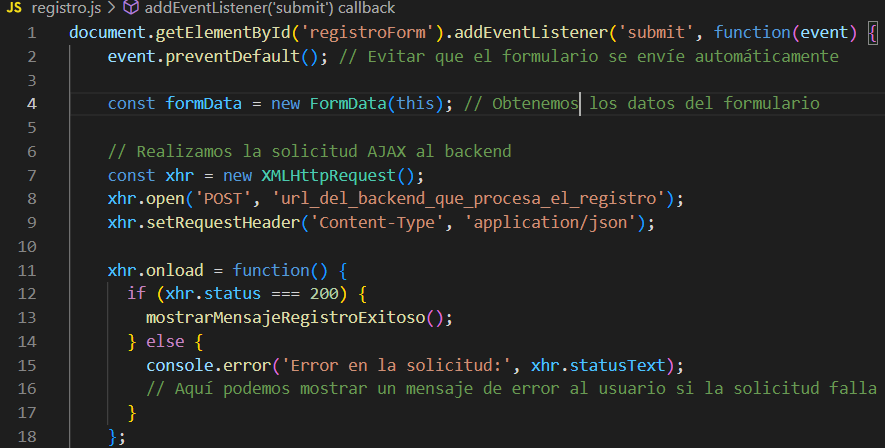 JS registro.js > addEventListener('submit') callback
1 document.getElementById('registroForm').addEventListener('submit', function(event) {
2 event.preventDefault(); // Evitar que el formulario se envíe automáticamente
3
4 const formData = new FormData(this); // Obtenemos los datos del formulario
5
6 // Realizamos la solicitud AJAX al backend
7 const xhr = new XMLHttpRequest();
8 xhr.open('POST', 'url_del_backend_que_procesa_el_registro');
9 xhr.setRequestHeader('Content-Type', 'application/json');
10
11 xhr.onload = function() {
12 if (xhr.status === 200) {
13 mostrarMensajeRegistroExitoso();
14 } else {
15 console.error('Error en la solicitud:', xhr.statusText);
16 // Aquí podemos mostrar un mensaje de error al usuario si la solicitud falla
17 }
18 };